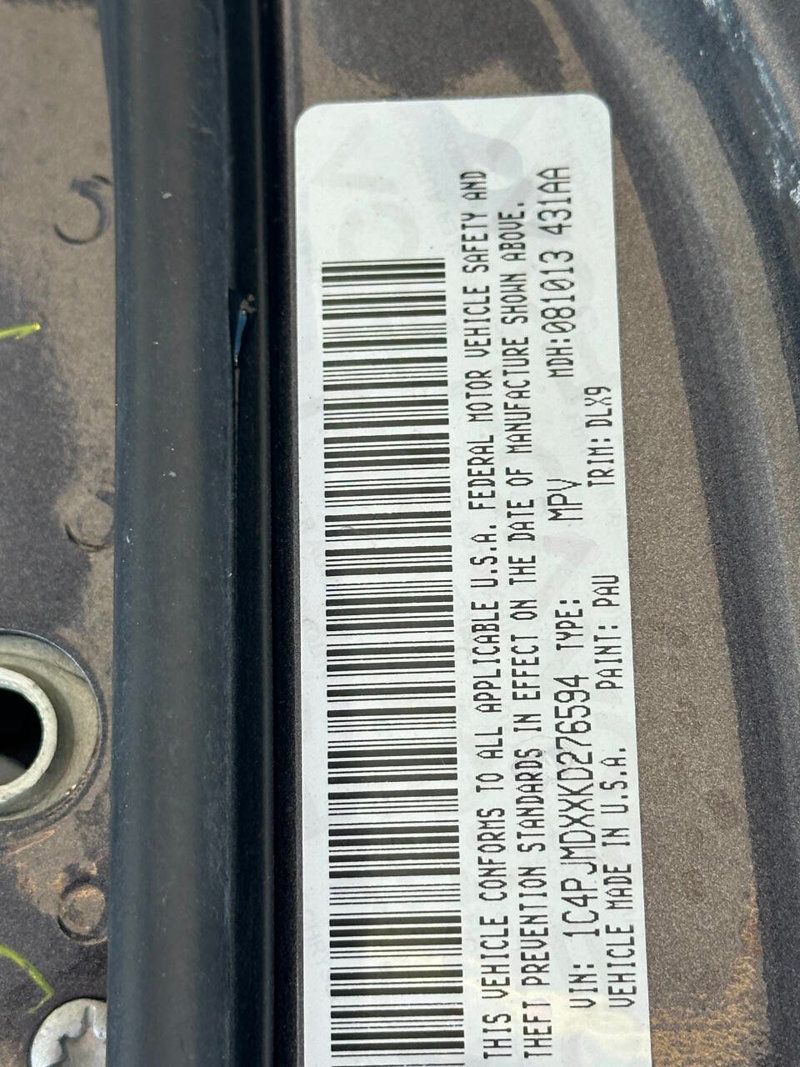 THIS VEHICLE CONFORMS TO ALL APPLICABLE U.S.A. FEDERAL MOTOR VEHICLE SAFETY AND
THEFT PREVENTION STANDARDS IN EFFECT ON THE DATE OF MANUFACTURE SHOWN ABOVE.
VIN: 1C4PJMDXXKD276594 TYPE: MPV MDH:081013 431AA
VEHICLE MADE IN U.S.A. PAINT: PAU TRIM: DLX9